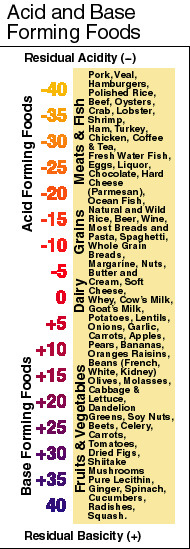 Acid and Base
Forming Foods
Residual Acidity (−)
Acid Forming Foods
Base Forming Foods
-40
-35
-30
-25
-20
-15
-10
-5
0
+5
+10
+15
+20
+25
+30
+35
40
Meats & Fish
Grains
Dairy
Fruits & Vegetables
Pork, Veal,
Hamburgers,
Polished Rice,
Beef, Oysters,
Crab, Lobster,
Shrimp,
Ham, Turkey,
Chicken, Coffee
& Tea,
Fresh Water Fish,
Eggs, Liquor,
Chocolate, Hard
Cheese
(Parmesan),
Ocean Fish,
Natural and Wild
Rice, Beer, Wine,
Most Breads and
Pasta, Spaghetti,
Whole Grain
Breads,
Margarine, Nuts,
Butter and
Cream, Soft
Cheese,
Whey, Cow's Milk,
Goat's Milk,
Potatoes, Lentils,
Onions, Garlic,
Carrots, Apples,
Pears, Bananas,
Oranges Raisins,
Beans (French,
White, Kidney)
Olives, Molasses,
Cabbage &
Lettuce,
Dandelion
Greens, Soy Nuts,
Beets, Celery,
Carrots,
Tomatoes,
Dried Figs,
Shiitake
Mushrooms
Pure Lecithin,
Ginger, Spinach,
Cucumbers,
Radishes,
Squash.
Residual Basicity (+)